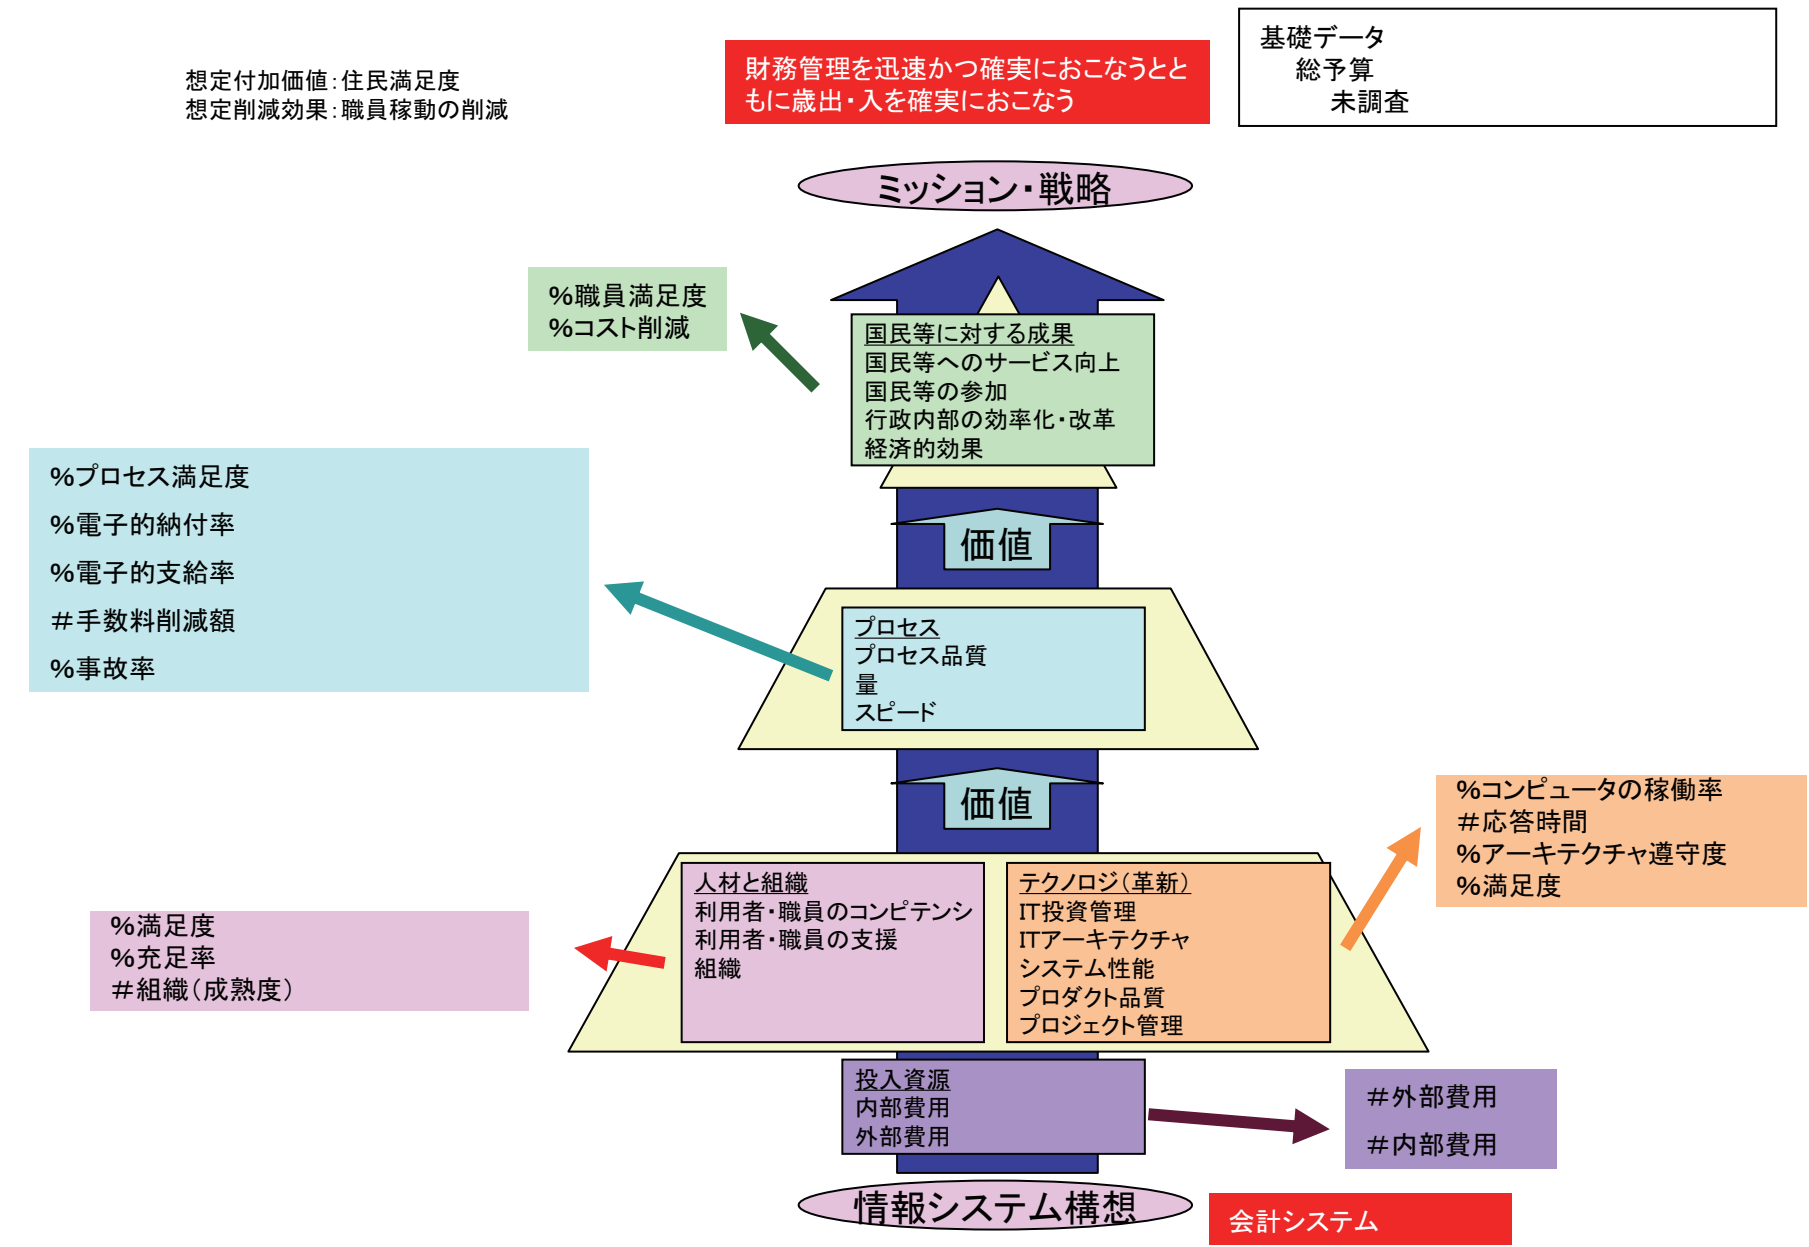 想定付加価値：住民満足度
想定削減効果：職員稼動の削減
財務管理を迅速かつ確実におこなうとと
もに歳出・入を確実におこなう
基礎データ
総予算
未調査
ミッション・戦略
%職員満足度
%コスト削減
国民等に対する成果
国民等へのサービス向上
国民等の参加
行政内部の効率化・改革
経済的効果
%プロセス満足度
%電子的納付率
%電子的支給率
＃手数料削減額
%事故率
価値
プロセス
プロセス品質
量
スピード
価値
%コンピュータの稼働率
＃応答時間
%アーキテクチャ遵守度
%満足度
%満足度
%充足率
＃組織（成熟度）
人材と組織
利用者・職員のコンピテンシ
利用者・職員の支援
組織
テクノロジ（革新）
IT投資管理
ITアーキテクチャ
システム性能
プロダクト品質
プロジェクト管理
投入資源
内部費用
外部費用
＃外部費用
＃内部費用
情報システム構想
会計システム